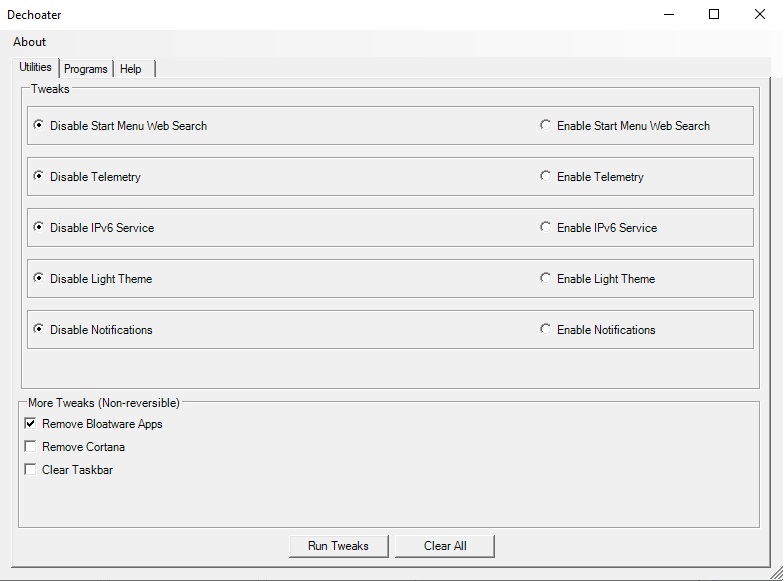 Dechoater
About
Utilities Programs Help
Tweaks
Disable Start Menu Web Search Enable Start Menu Web Search
Disable Telemetry Enable Telemetry
Disable IPv6 Service Enable IPv6 Service
Disable Light Theme Enable Light Theme
Disable Notifications Enable Notifications
More Tweaks (Non-reversible)
Remove Bloatware Apps
Remove Cortana
Clear Taskbar
Run Tweaks Clear All